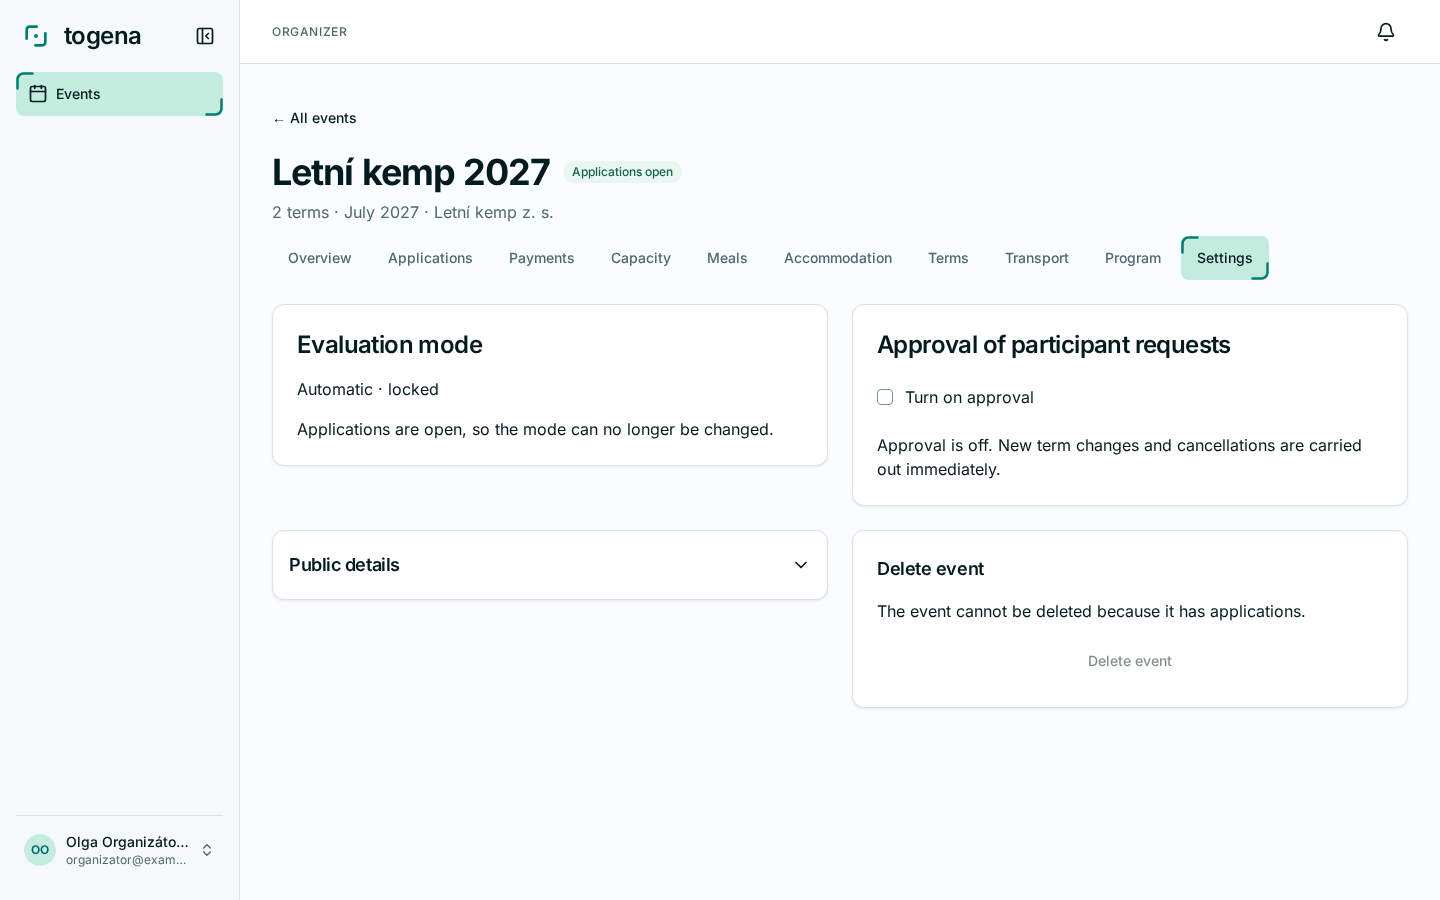 togena
ORGANIZER
Events
← All events
Letní kemp 2027
Applications open
2 terms · July 2027 · Letní kemp z. s.
Overview
Applications
Payments
Capacity
Meals
Accommodation
Terms
Transport
Program
Settings
Evaluation mode
Automatic · locked
Applications are open, so the mode can no longer be changed.
Approval of participant requests
Turn on approval
Approval is off. New term changes and cancellations are carried
out immediately.
Public details
Delete event
The event cannot be deleted because it has applications.
Delete event
OO
Olga Organizáto...
organizator@exam...